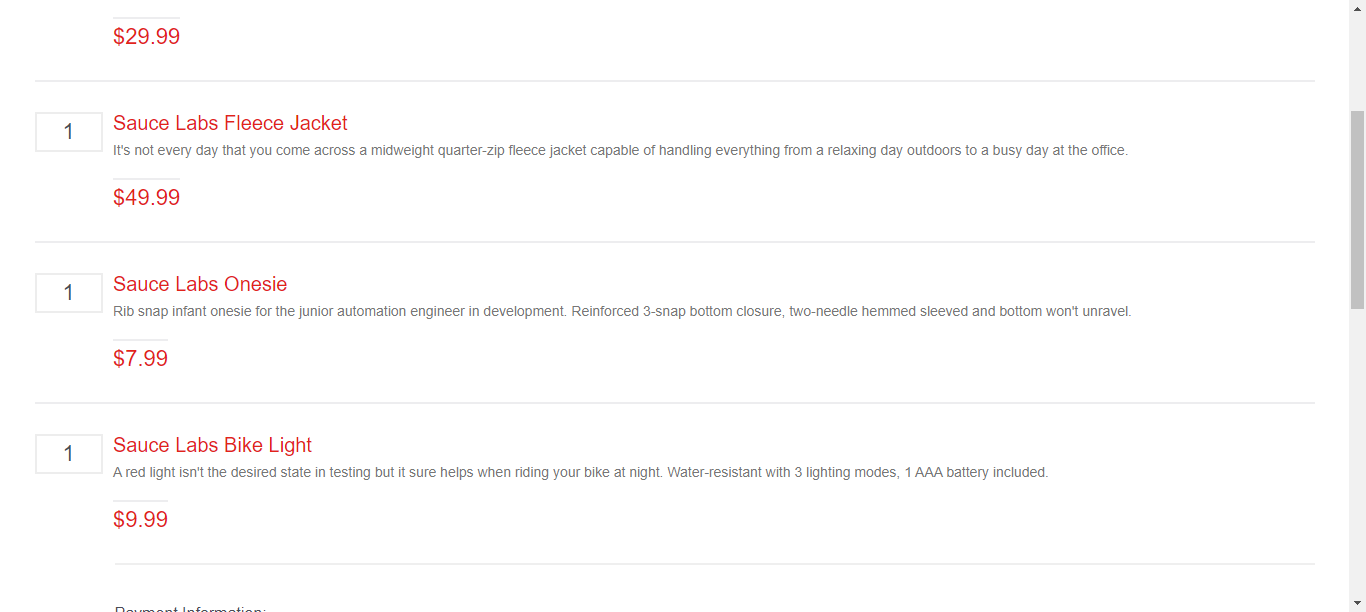 $29.99
1
Sauce Labs Fleece Jacket
It's not every day that you come across a midweight quarter-zip fleece jacket capable of handling everything from a relaxing day outdoors to a busy day at the office.
$49.99
1
Sauce Labs Onesie
Rib snap infant onesie for the junior automation engineer in development. Reinforced 3-snap bottom closure, two-needle hemmed sleeved and bottom won't unravel.
$7.99
1
Sauce Labs Bike Light
A red light isn't the desired state in testing but it sure helps when riding your bike at night. Water-resistant with 3 lighting modes, 1 AAA battery included.
$9.99
Payment Information: